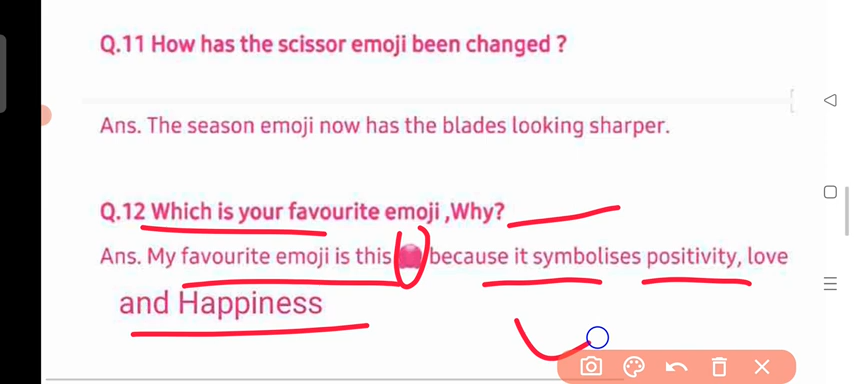 Q.11 How has the scissor emoji been changed ?
Ans. The season emoji now has the blades looking sharper.
Q.12 Which is your favourite emoji ,Why?
Ans. My favourite emoji is this because it symbolises positivity, love
and Happiness